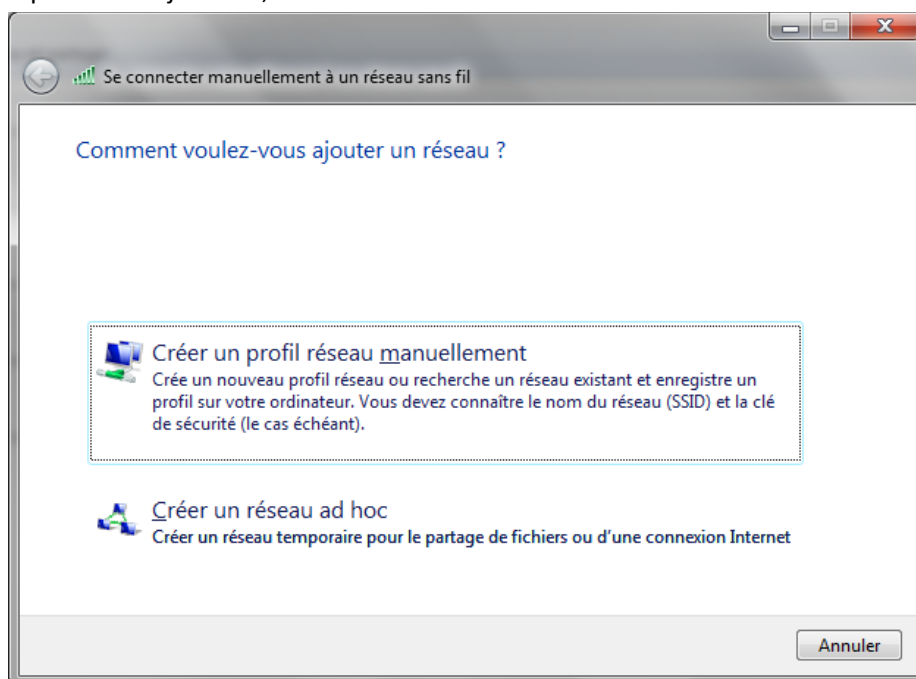 Se connecter manuellement à un réseau sans fil
Comment voulez-vous ajouter un réseau ?
Créer un profil réseau manuellement
Crée un nouveau profil réseau ou recherche un réseau existant et enregistre un
profil sur votre ordinateur. Vous devez connaître le nom du réseau (SSID) et la clé
de sécurité (le cas échéant).
Créer un réseau ad hoc
Créer un réseau temporaire pour le partage de fichiers ou d'une connexion Internet
Annuler